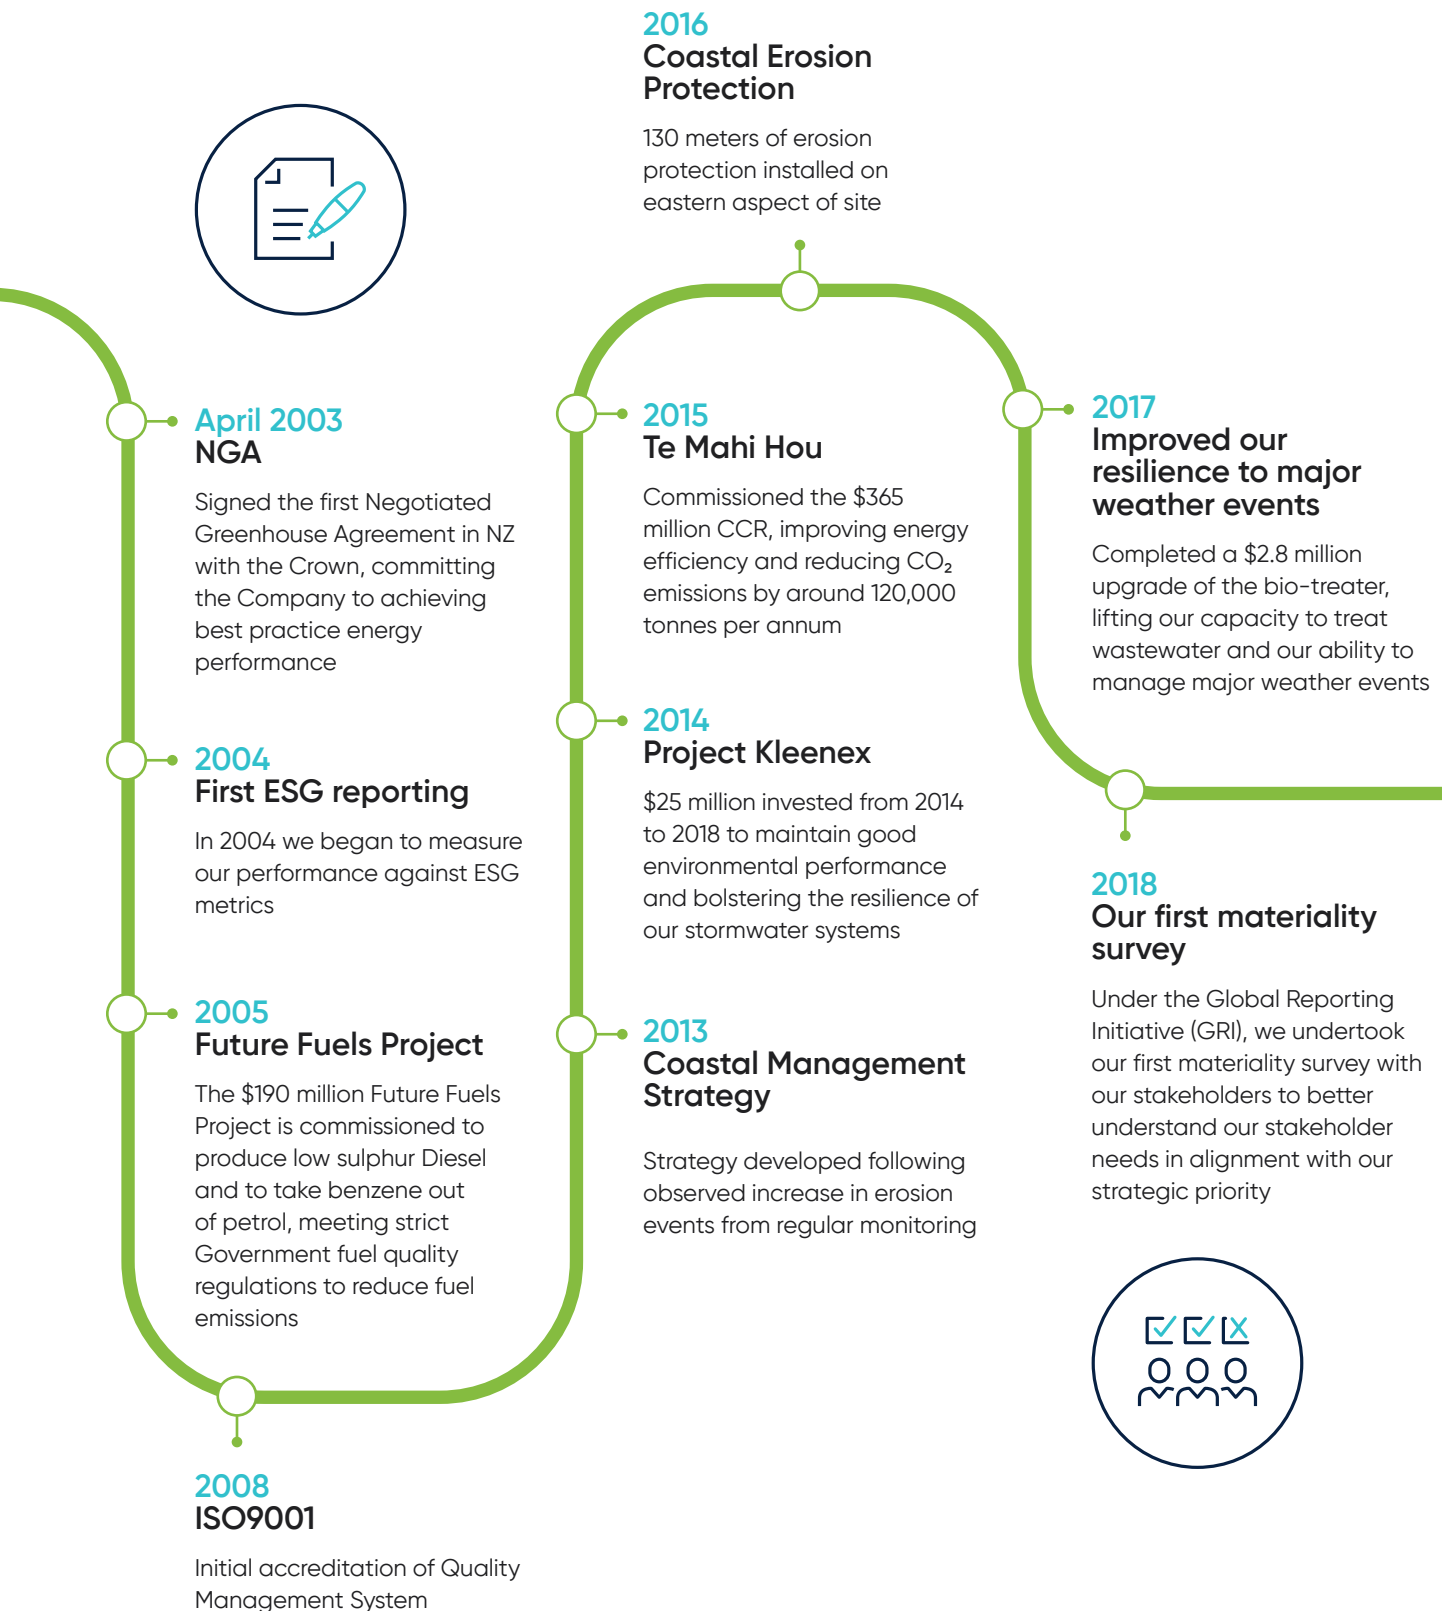 2016
Coastal Erosion
Protection
130 meters of erosion
protection installed on
eastern aspect of site
April 2003
NGA
Signed the first Negotiated
Greenhouse Agreement in NZ
with the Crown, committing
the Company to achieving
best practice energy
performance
2004
First ESG reporting
In 2004 we began to measure
our performance against ESG
metrics
2005
Future Fuels Project
The $190 million Future Fuels
Project is commissioned to
produce low sulphur Diesel
and to take benzene out
of petrol, meeting strict
Government fuel quality
regulations to reduce fuel
emissions
2008
ISO9001
Initial accreditation of Quality
Management System
2015
Te Mahi Hou
Commissioned the $365
million CCR, improving energy
efficiency and reducing CO₂
emissions by around 120,000
tonnes per annum
2014
Project Kleenex
$25 million invested from 2014
to 2018 to maintain good
environmental performance
and bolstering the resilience of
our stormwater systems
2013
Coastal Management
Strategy
Strategy developed following
observed increase in erosion
events from regular monitoring
2017
Improved our
resilience to major
weather events
Completed a $2.8 million
upgrade of the bio-treater,
lifting our capacity to treat
wastewater and our ability to
manage major weather events
2018
Our first materiality
survey
Under the Global Reporting
Initiative (GRI), we undertook
our first materiality survey with
our stakeholders to better
understand our stakeholder
needs in alignment with our
strategic priority